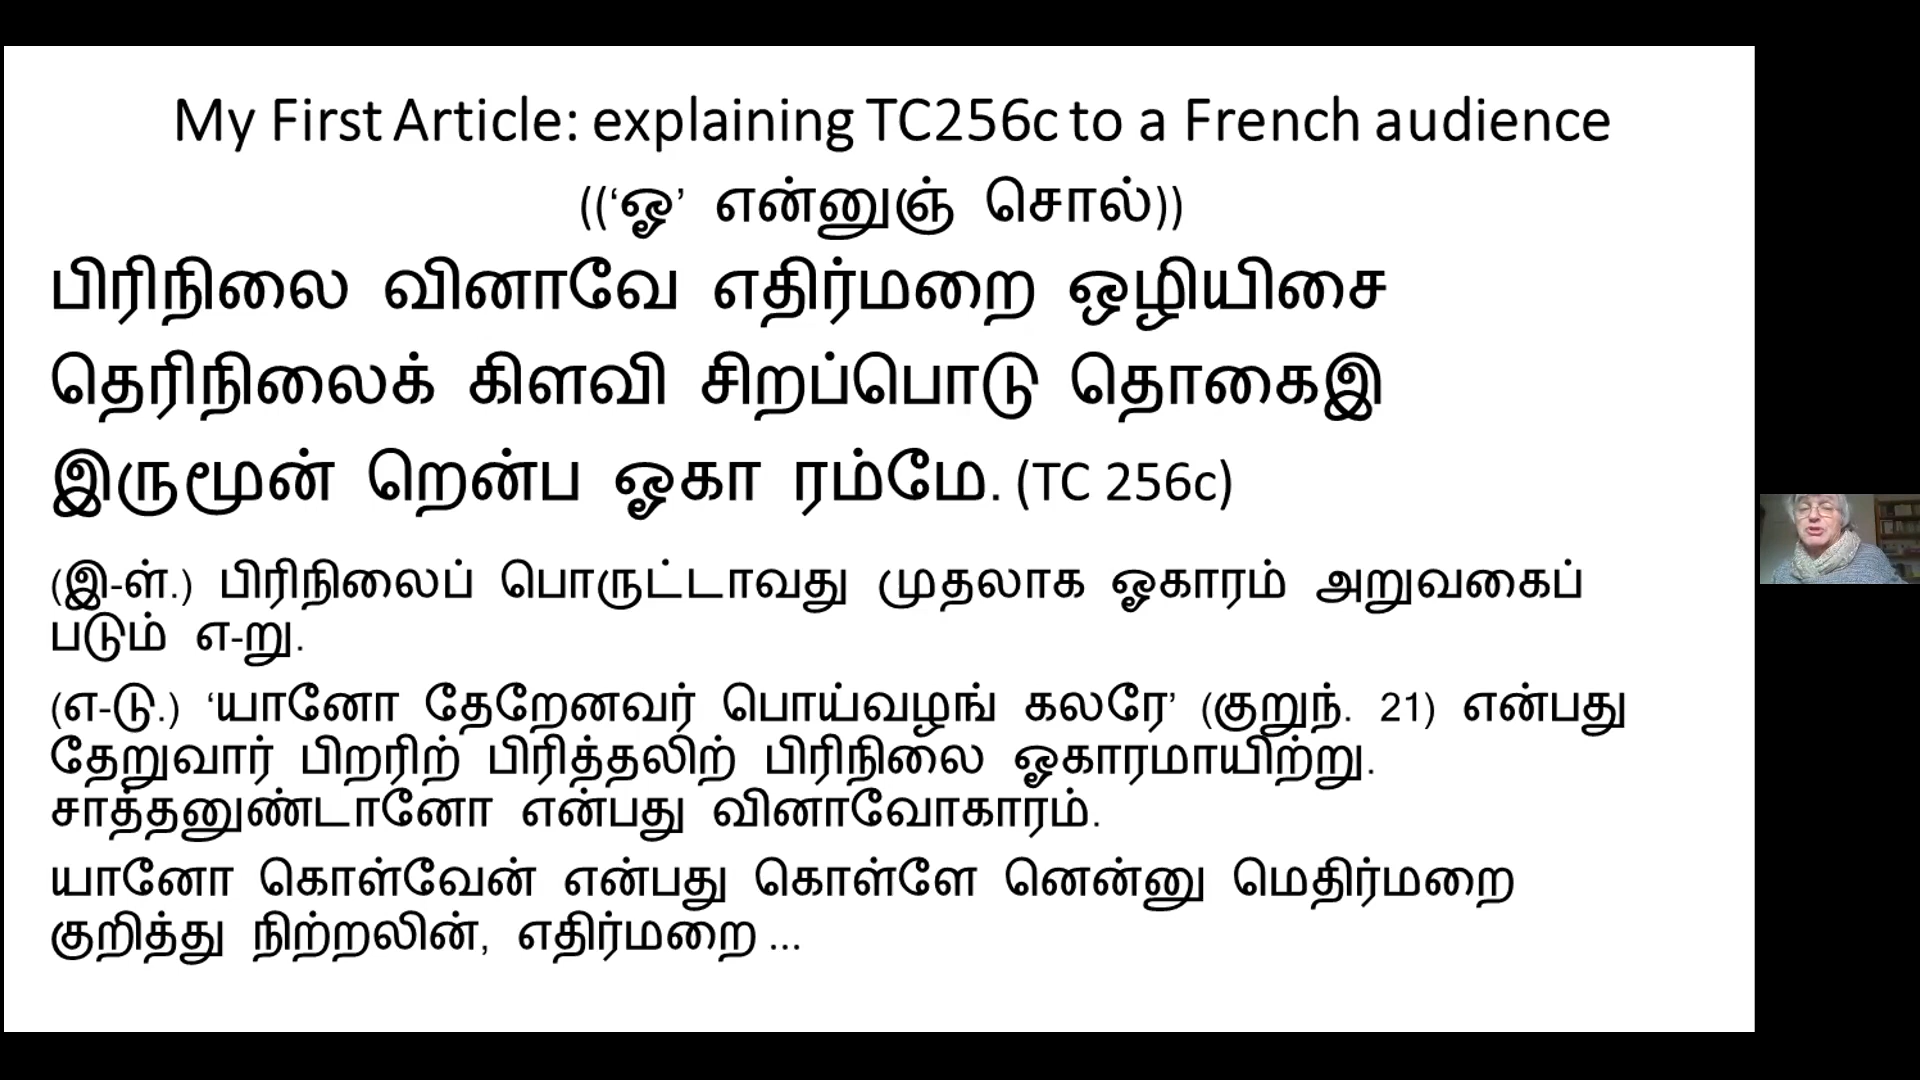 My First Article: explaining TC256c to a French audience
((‘ஓ’ என்னுஞ் சொல்))
பிரிநிலை வினாவே எதிர்மறை ஒழியிசை
தெரிநிலைக் கிளவி சிறப்பொடு தொகைஇ
இருமூன் றென்ப ஓகா ரம்மே. (TC 256c)
(இ-ள்.) பிரிநிலைப் பொருட்டாவது முதலாக ஓகாரம் அறுவகைப்
படும் எ-று.
(எ-டு.) ‘யானோ தேறேனவர் பொய்வழங் கலரே’ (குறுந். 21) என்பது
தேறுவார் பிறரிற் பிரித்தலிற் பிரிநிலை ஓகாரமாயிற்று.
சாத்தனுண்டானோ என்பது வினாவோகாரம்.
யானோ கொள்வேன் என்பது கொள்ளே னென்னு மெதிர்மறை
குறித்து நிற்றலின், எதிர்மறை ...